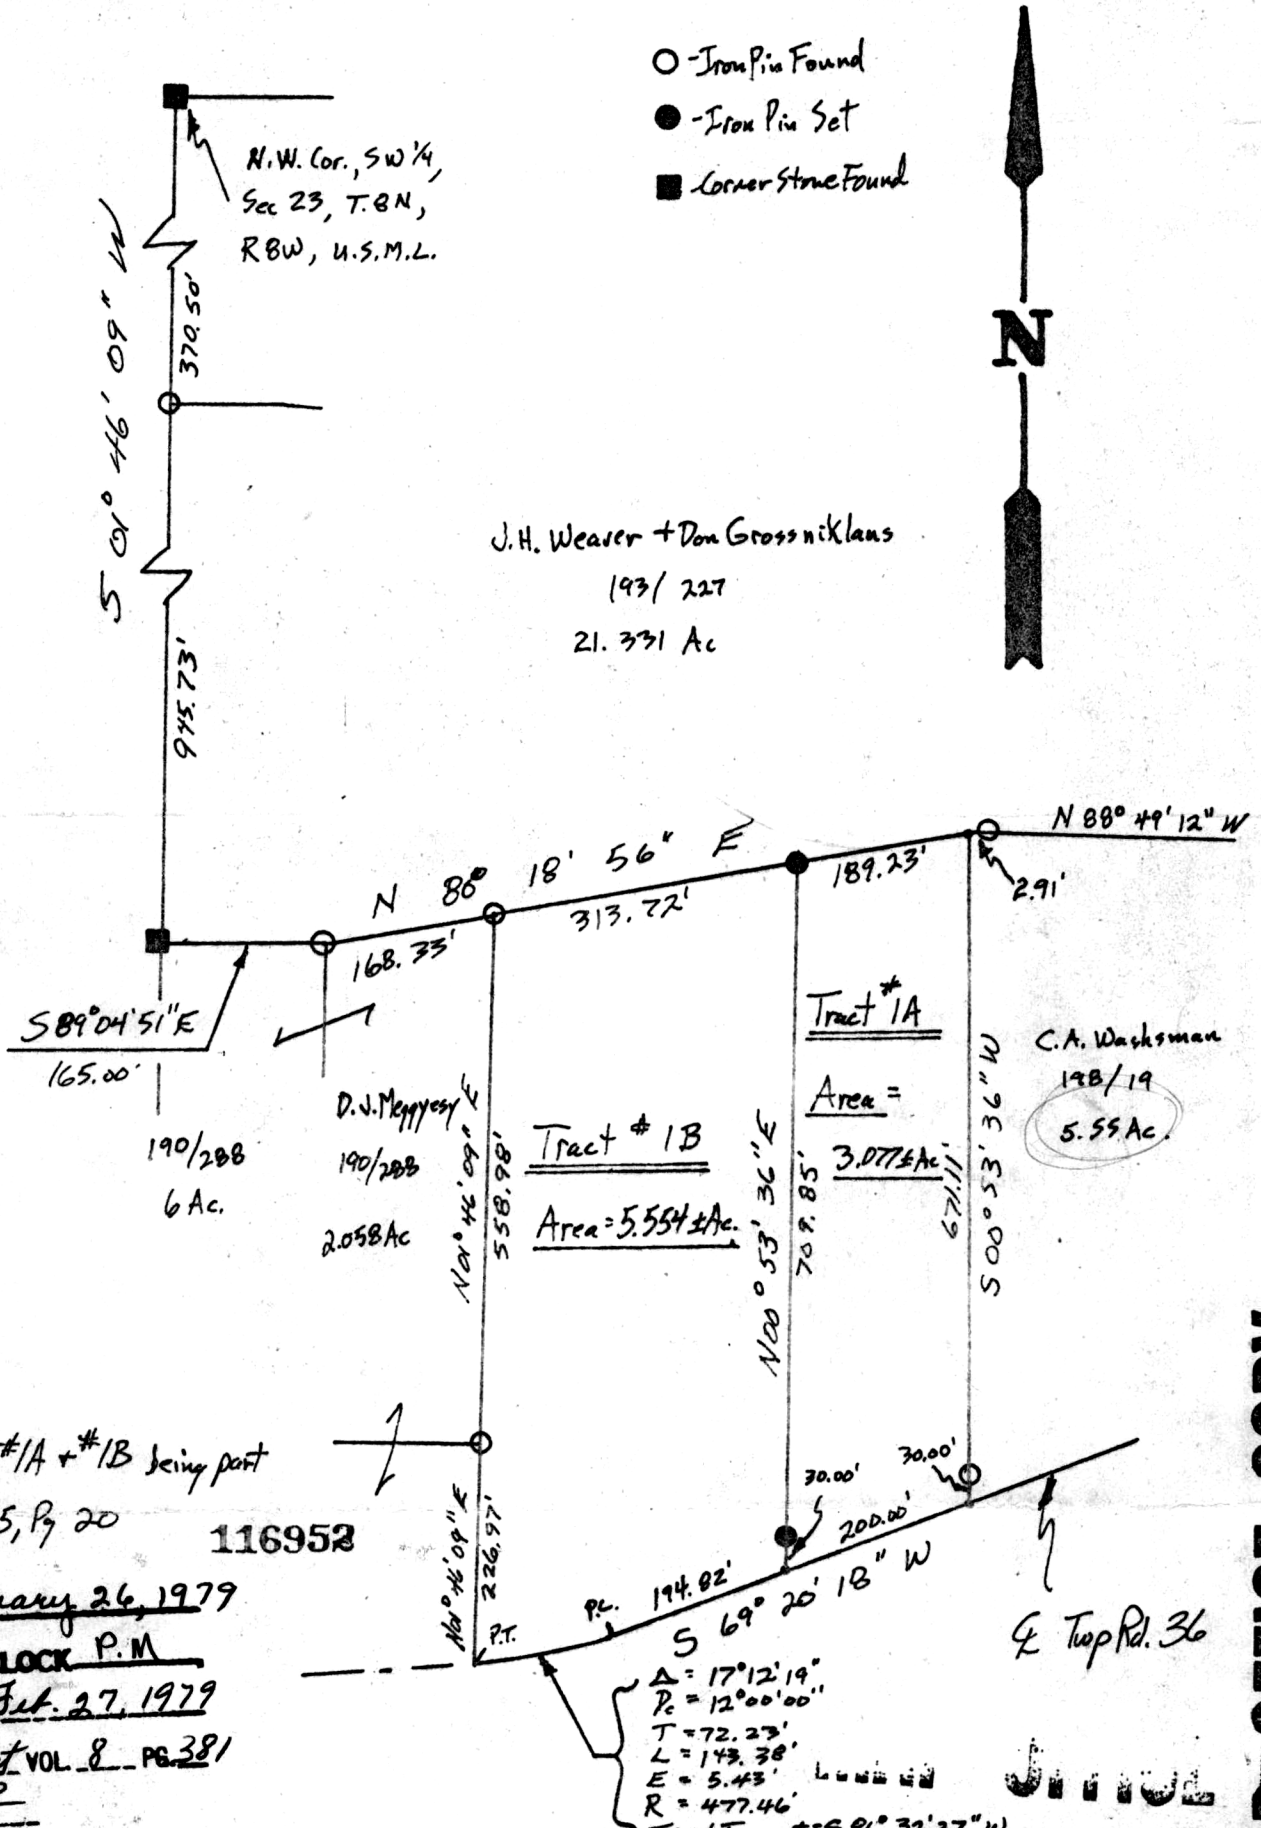 O -Iron Pin Found
● -Iron Pin Set
■ -Corner Stone Found
N.W. Cor., SW 1/4,
Sec 23, T.8N,
R8W, U.S.M.L.
S 01° 46' 09" W
370.50'
N
J.H. Weaver + Don Grossniklaus
193/ 227
21.331 Ac
945.73'
N 88° 49' 12" W
N 80° 18' 56" E
189.23'
2.91'
313.72'
168.33'
S 89°04'51" E
165.00'
Tract #1A
Area =
3.077±Ac
C.A. Wachsman
198/19
5.55 Ac.
D.J. Meggyesy
190/288
2.058 Ac
190/288
6 Ac.
Tract # 1B
Area = 5.554±Ac.
N01° 46' 09" E
558.98'
N00° 53' 36" E
709.85'
671.11'
S 00° 53' 36" W
#1A + #1B being part
5, Pg 20
116952
uary 26, 1979
LOCK P.M
Feb. 27, 1979
VOL. 8 PG. 381
N01° 46' 09" E
226.97'
30.00'
30.00'
200.00'
194.82'
P.C.
P.T.
S 69° 20' 18" W
℄ Twp Rd. 36
Δ = 17°12'19"
Dc = 12°00'00"
T = 72.23'
L = 143.38'
E = 5.43'
R = 477.46'